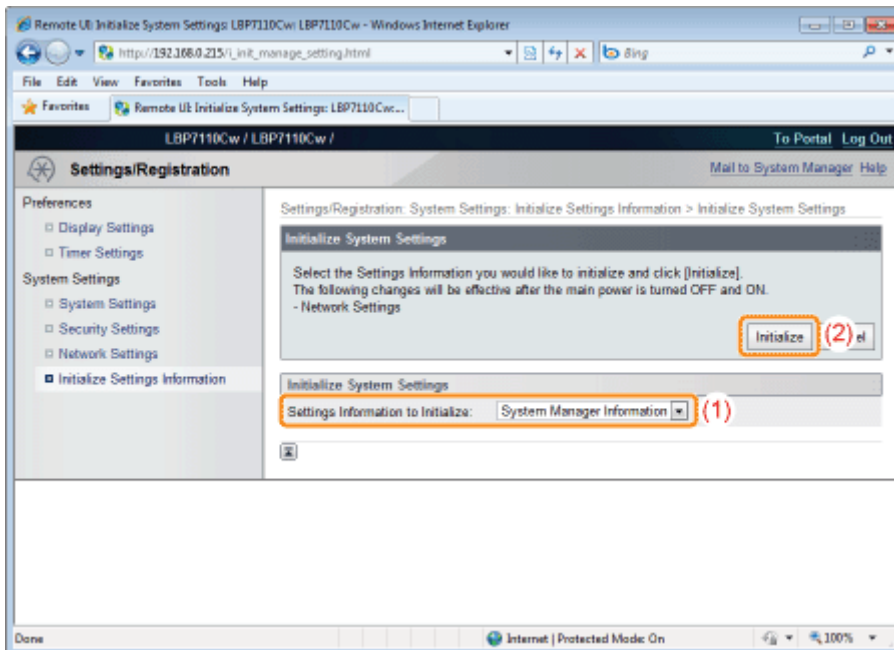 Remote UI: Initialize System Settings: LBP7110Cw: LBP7110Cw - Windows Internet Explorer
http://192.168.0.215/i_init_manage_setting.html
Bing
File Edit View Favorites Tools Help
Favorites
Remote UI: Initialize System Settings: LBP7110Cw:...
LBP7110Cw / LBP7110Cw /
To Portal Log Out
Settings/Registration
Mail to System Manager Help
Preferences
Display Settings
Timer Settings
System Settings
System Settings
Security Settings
Network Settings
Initialize Settings Information
Settings/Registration: System Settings: Initialize Settings Information > Initialize System Settings
Initialize System Settings
Select the Settings Information you would like to initialize and click [Initialize].
The following changes will be effective after the main power is turned OFF and ON.
- Network Settings
Initialize (2) el
Initialize System Settings
Settings Information to Initialize: System Manager Information (1)
Done
Internet | Protected Mode: On
100%